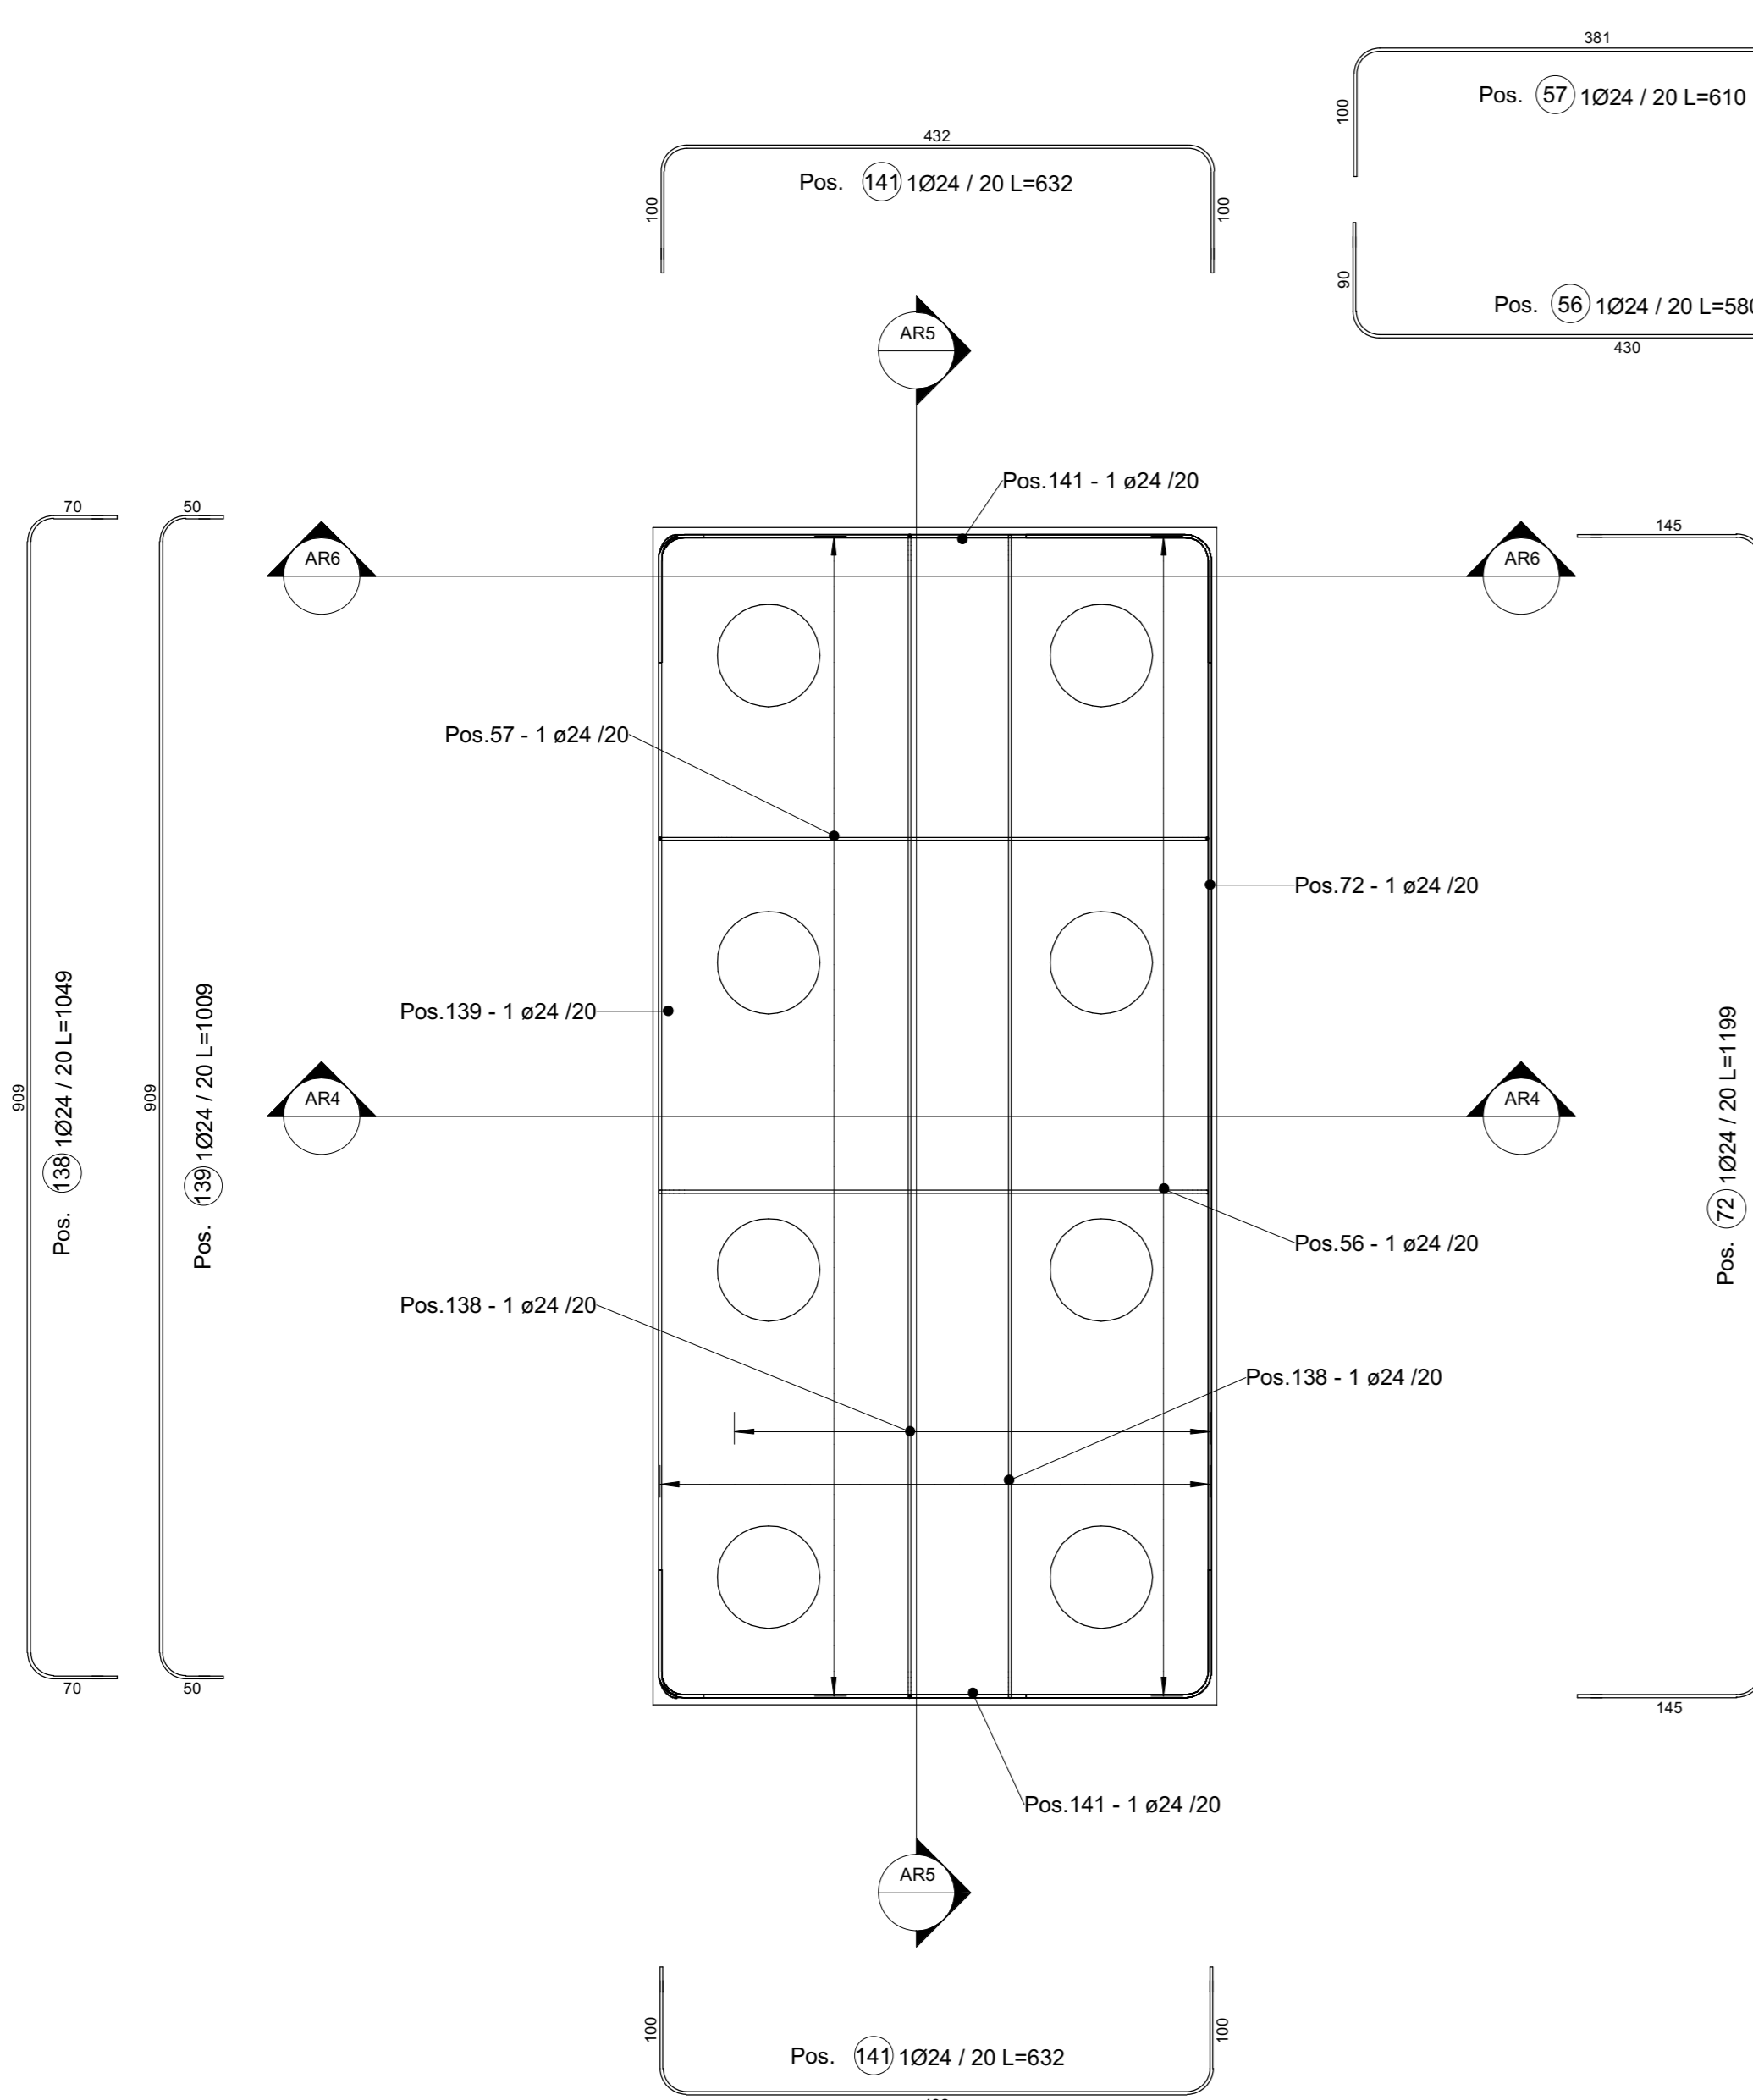 381
Pos. 57 1Ø24 / 20 L=610
100
432
Pos. 141 1Ø24 / 20 L=632
100
100
90
Pos. 56 1Ø24 / 20 L=580
430
AR5
Pos.141 - 1 ø24 /20
70
50
145
AR6
AR6
Pos.57 - 1 ø24 /20
Pos.72 - 1 ø24 /20
909
Pos. 138 1Ø24 / 20 L=1049
70
909
Pos. 139 1Ø24 / 20 L=1009
50
Pos.139 - 1 ø24 /20
Pos. 72 1Ø24 / 20 L=1199
AR4
AR4
Pos.56 - 1 ø24 /20
Pos.138 - 1 ø24 /20
Pos.138 - 1 ø24 /20
145
Pos.141 - 1 ø24 /20
AR5
100
100
Pos. 141 1Ø24 / 20 L=632